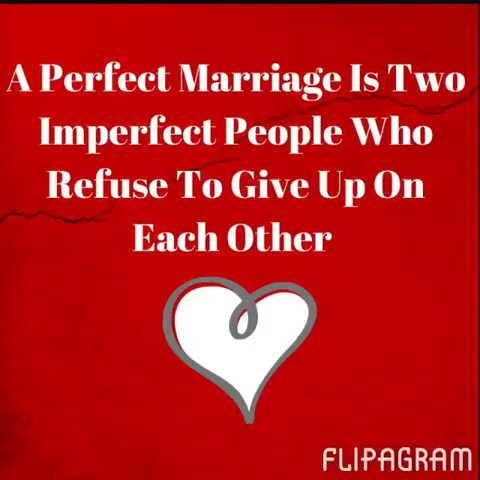 A Perfect Marriage Is Two
Imperfect People Who
Refuse To Give Up On
Each Other
FLIPAGRAM